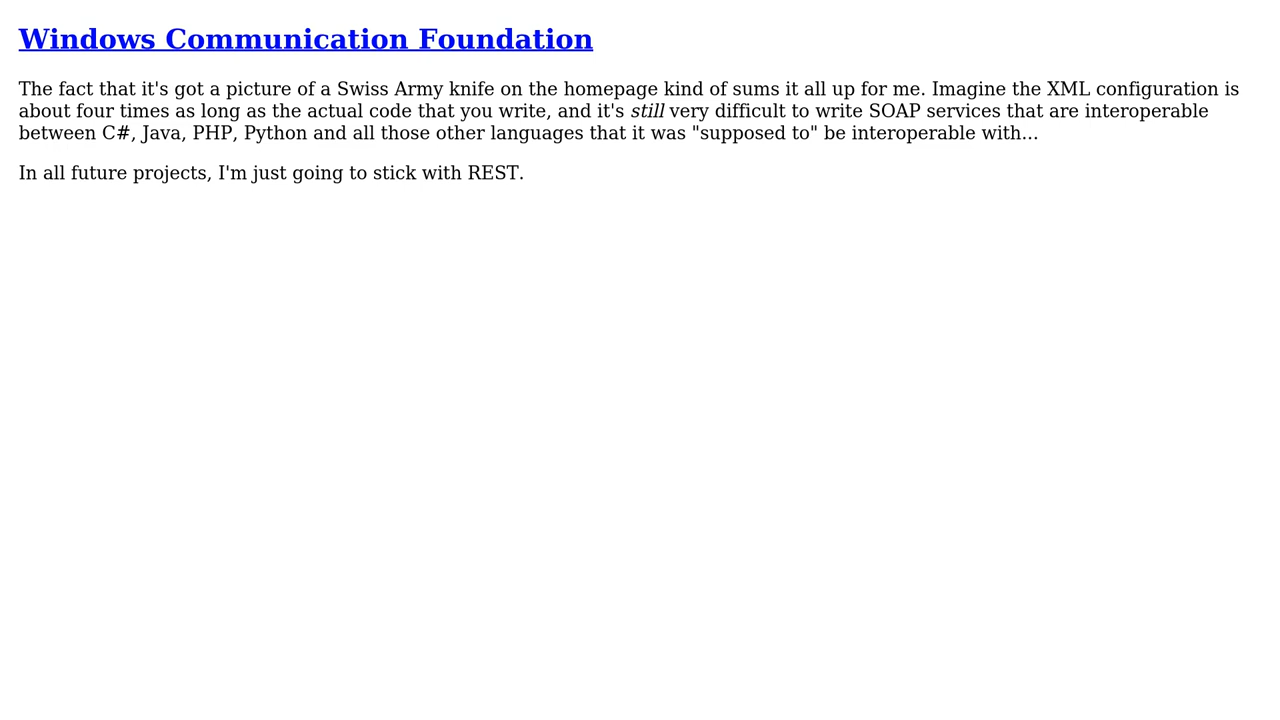 Windows Communication Foundation
The fact that it's got a picture of a Swiss Army knife on the homepage kind of sums it all up for me. Imagine the XML configuration is
about four times as long as the actual code that you write, and it's still very difficult to write SOAP services that are interoperable
between C#, Java, PHP, Python and all those other languages that it was "supposed to" be interoperable with...
In all future projects, I'm just going to stick with REST.